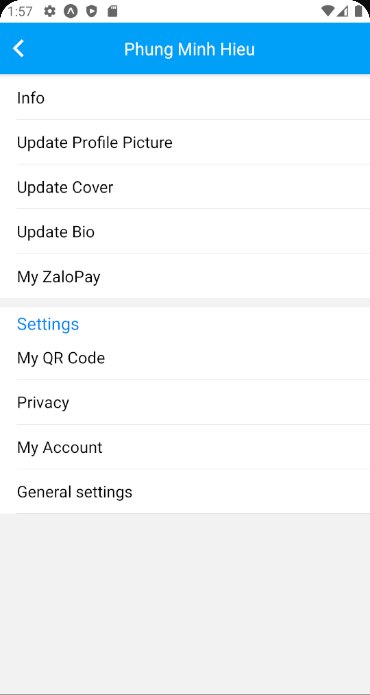 1:57
Phung Minh Hieu
Info
Update Profile Picture
Update Cover
Update Bio
My ZaloPay
Settings
My QR Code
Privacy
My Account
General settings